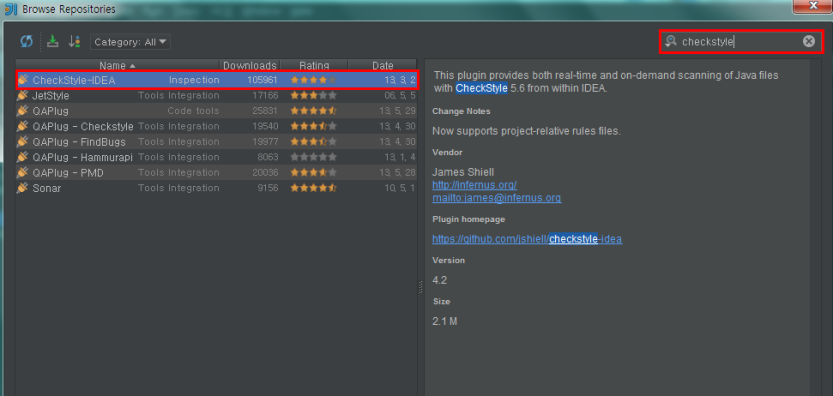 Browse Repositories
Category: All
checkstyle
Name Downloads Rating Date
CheckStyle-IDEA Inspection 105961 13, 3, 2
JetStyle Tools Integration 17166 06, 5, 5
QAPlug Code tools 25831 13, 5, 29
QAPlug - Checkstyle Tools Integration 19540 13, 4, 30
QAPlug - FindBugs Tools Integration 19977 13, 4, 30
QAPlug - Hammurapi Tools Integration 8063 13, 1, 4
QAPlug - PMD Tools Integration 20036 13, 5, 28
Sonar Tools Integration 9156 10, 5, 1
This plugin provides both real-time and on-demand scanning of Java files
with CheckStyle 5.6 from within IDEA.
Change Notes
Now supports project-relative rules files.
Vendor
James Shiell
http://infernus.org/
mailto:james@infernus.org
Plugin homepage
https://github.com/jshiell/checkstyle-idea
Version
4.2
Size
2.1 M